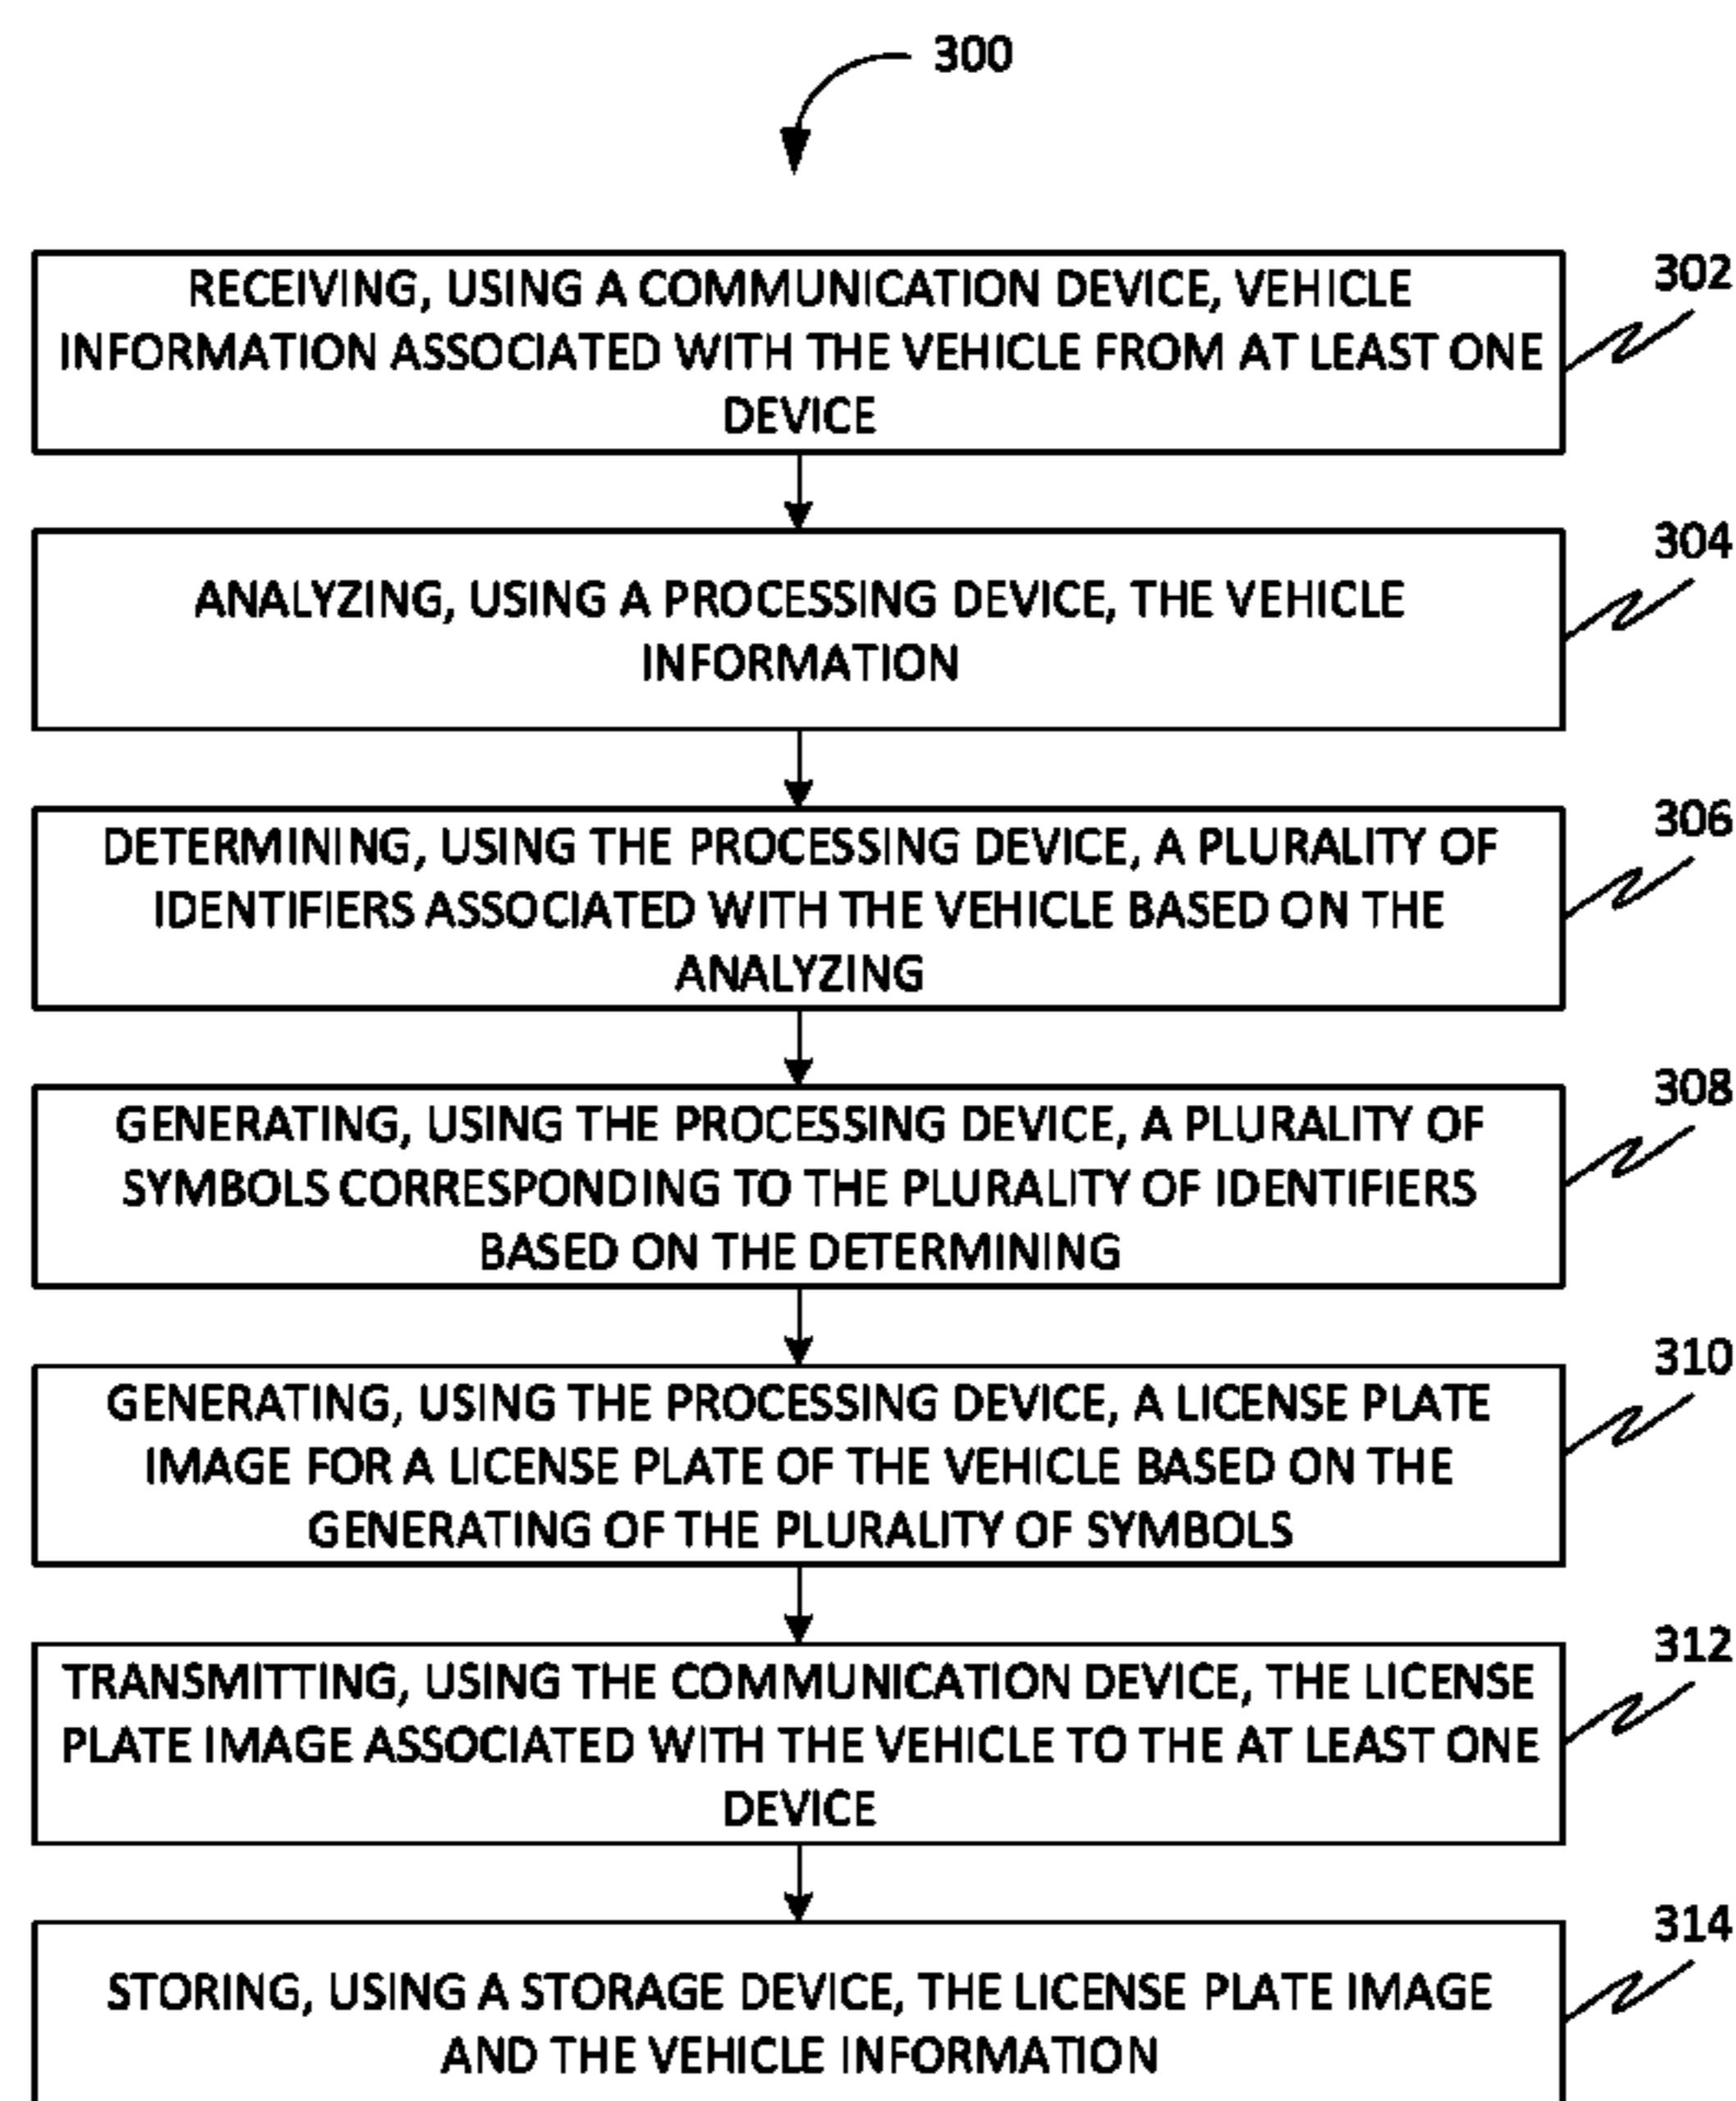 300
302
RECEIVING, USING A COMMUNICATION DEVICE, VEHICLE
INFORMATION ASSOCIATED WITH THE VEHICLE FROM AT LEAST ONE
DEVICE
304
ANALYZING, USING A PROCESSING DEVICE, THE VEHICLE
INFORMATION
306
DETERMINING, USING THE PROCESSING DEVICE, A PLURALITY OF
IDENTIFIERS ASSOCIATED WITH THE VEHICLE BASED ON THE
ANALYZING
308
GENERATING, USING THE PROCESSING DEVICE, A PLURALITY OF
SYMBOLS CORRESPONDING TO THE PLURALITY OF IDENTIFIERS
BASED ON THE DETERMINING
310
GENERATING, USING THE PROCESSING DEVICE, A LICENSE PLATE
IMAGE FOR A LICENSE PLATE OF THE VEHICLE BASED ON THE
GENERATING OF THE PLURALITY OF SYMBOLS
312
TRANSMITTING, USING THE COMMUNICATION DEVICE, THE LICENSE
PLATE IMAGE ASSOCIATED WITH THE VEHICLE TO THE AT LEAST ONE
DEVICE
314
STORING, USING A STORAGE DEVICE, THE LICENSE PLATE IMAGE
AND THE VEHICLE INFORMATION